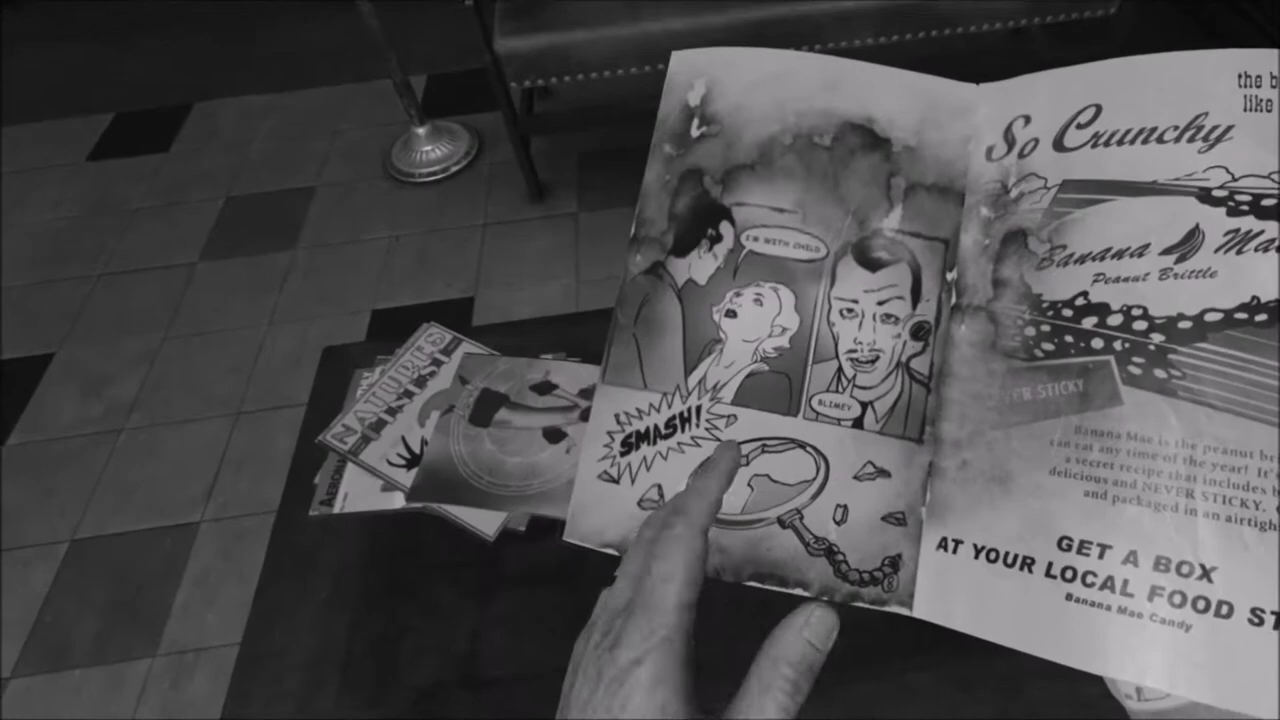 I'M WITH CHILD
BLIMEY
SMASH!
the b
like
So Crunchy
Banana Ma
Peanut Brittle
VER STICKY
Banana Mae is the peanut b
can eat any time of the year! It'
a secret recipe that includes b
delicious and NEVER STICKY.
and packaged in an airtigh
GET A BOX
AT YOUR LOCAL FOOD ST
Banana Mae Candy
NATURE'S
FINEST